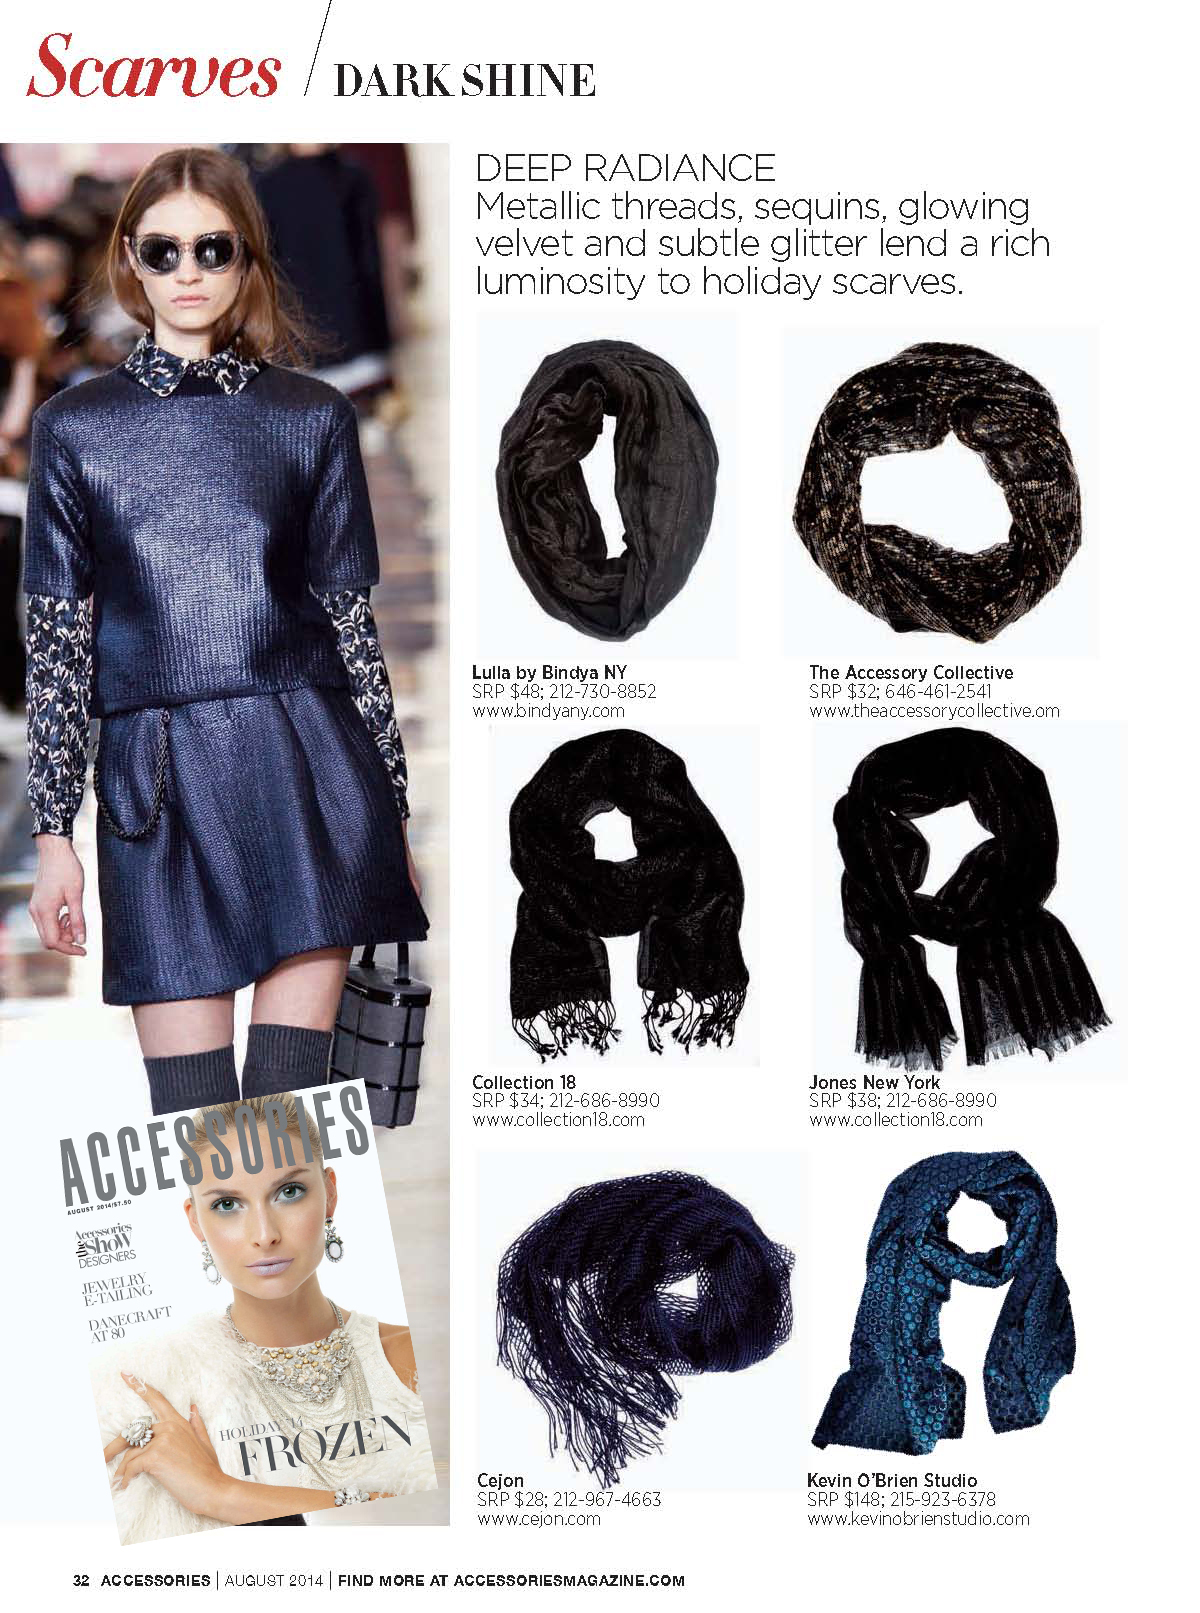 Scarves / DARK SHINE
DEEP RADIANCE
Metallic threads, sequins, glowing
velvet and subtle glitter lend a rich
luminosity to holiday scarves.
Lulla by Bindya NY
SRP $48; 212-730-8852
www.bindyany.com
The Accessory Collective
SRP $32; 646-461-2541
www.theaccessorycollective.om
Collection 18
SRP $34; 212-686-8990
www.collection18.com
Jones New York
SRP $38; 212-686-8990
www.collection18.com
Cejon
SRP $28; 212-967-4663
www.cejon.com
Kevin O'Brien Studio
SRP $148; 215-923-6378
www.kevinobrienstudio.com
ACCESSORIES
AUGUST 2014/$7.50
Accessories
the Show
DESIGNERS
JEWELRY
E-TAILING
DANECRAFT
AT 80
HOLIDAY '14
FROZEN
32 ACCESSORIES | AUGUST 2014 | FIND MORE AT ACCESSORIESMAGAZINE.COM